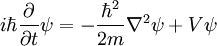 iħ ∂/∂t ψ = − ħ²/2m ∇²ψ + Vψ